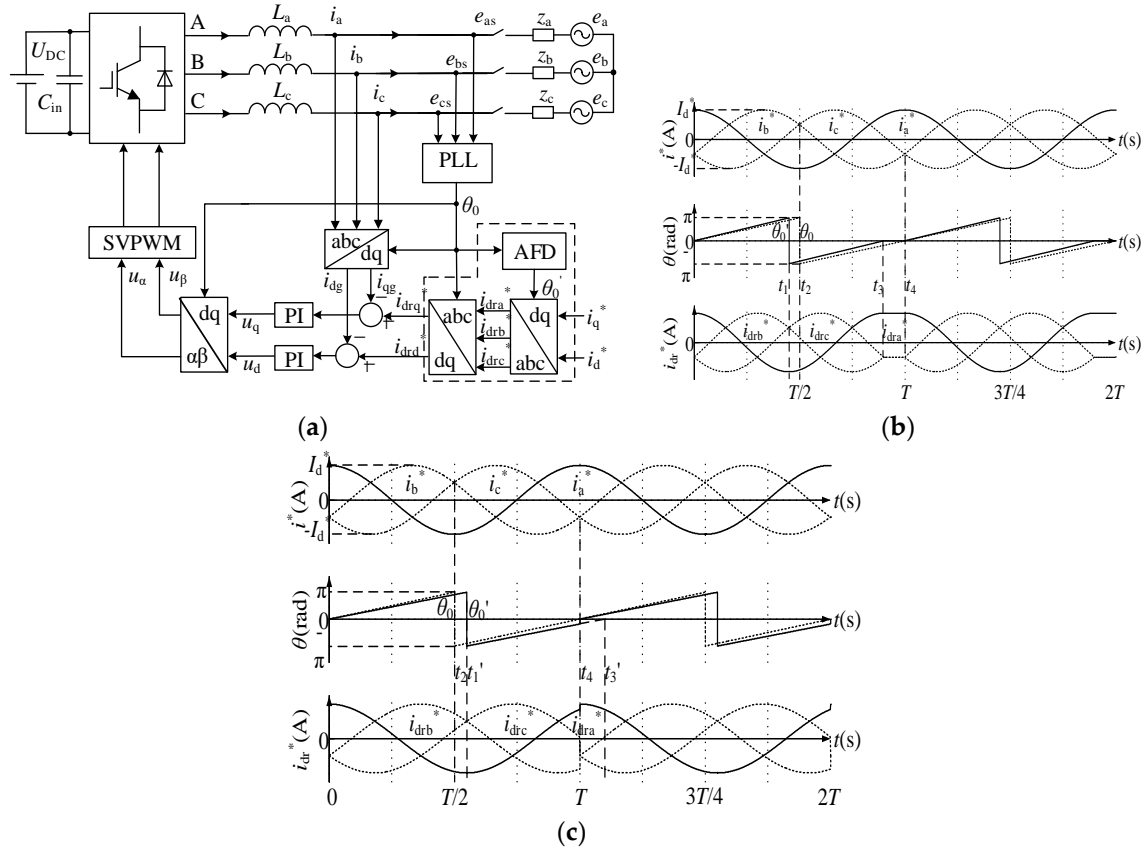 A L_a i_a e_as z_a e_a
U_DC
B L_b i_b e_bs z_b e_b
C_in
C L_c i_c e_cs z_c e_c
PLL
θ_0
SVPWM
abc
dq
AFD
u_α u_β
i_dg i_qg
θ_0'
dq
αβ
u_q PI
u_d PI
− +
− +
i_drq*
i_drd*
abc
dq
i_dra*
i_drb*
i_drc*
dq
abc
i_q*
i_d*
(a)
I_d*
i*(A)
0
-I_d*
i_b* i_c* i_a*
t(s)
π
θ(rad)
0
-
π
θ_0' θ_0
t(s)
t_1 t_2 t_3 t_4
i_dr*(A)
0
i_drb* i_drc* i_dra*
t(s)
T/2 T 3T/4 2T
(b)
I_d*
i*(A)
0
-I_d*
i_b* i_c* i_a*
t(s)
π
θ(rad)
0
-
π
θ_0 θ_0'
t(s)
t_2 t_1' t_4 t_3'
i_dr*(A)
0
i_drb* i_drc* i_dra*
t(s)
0 T/2 T 3T/4 2T
(c)